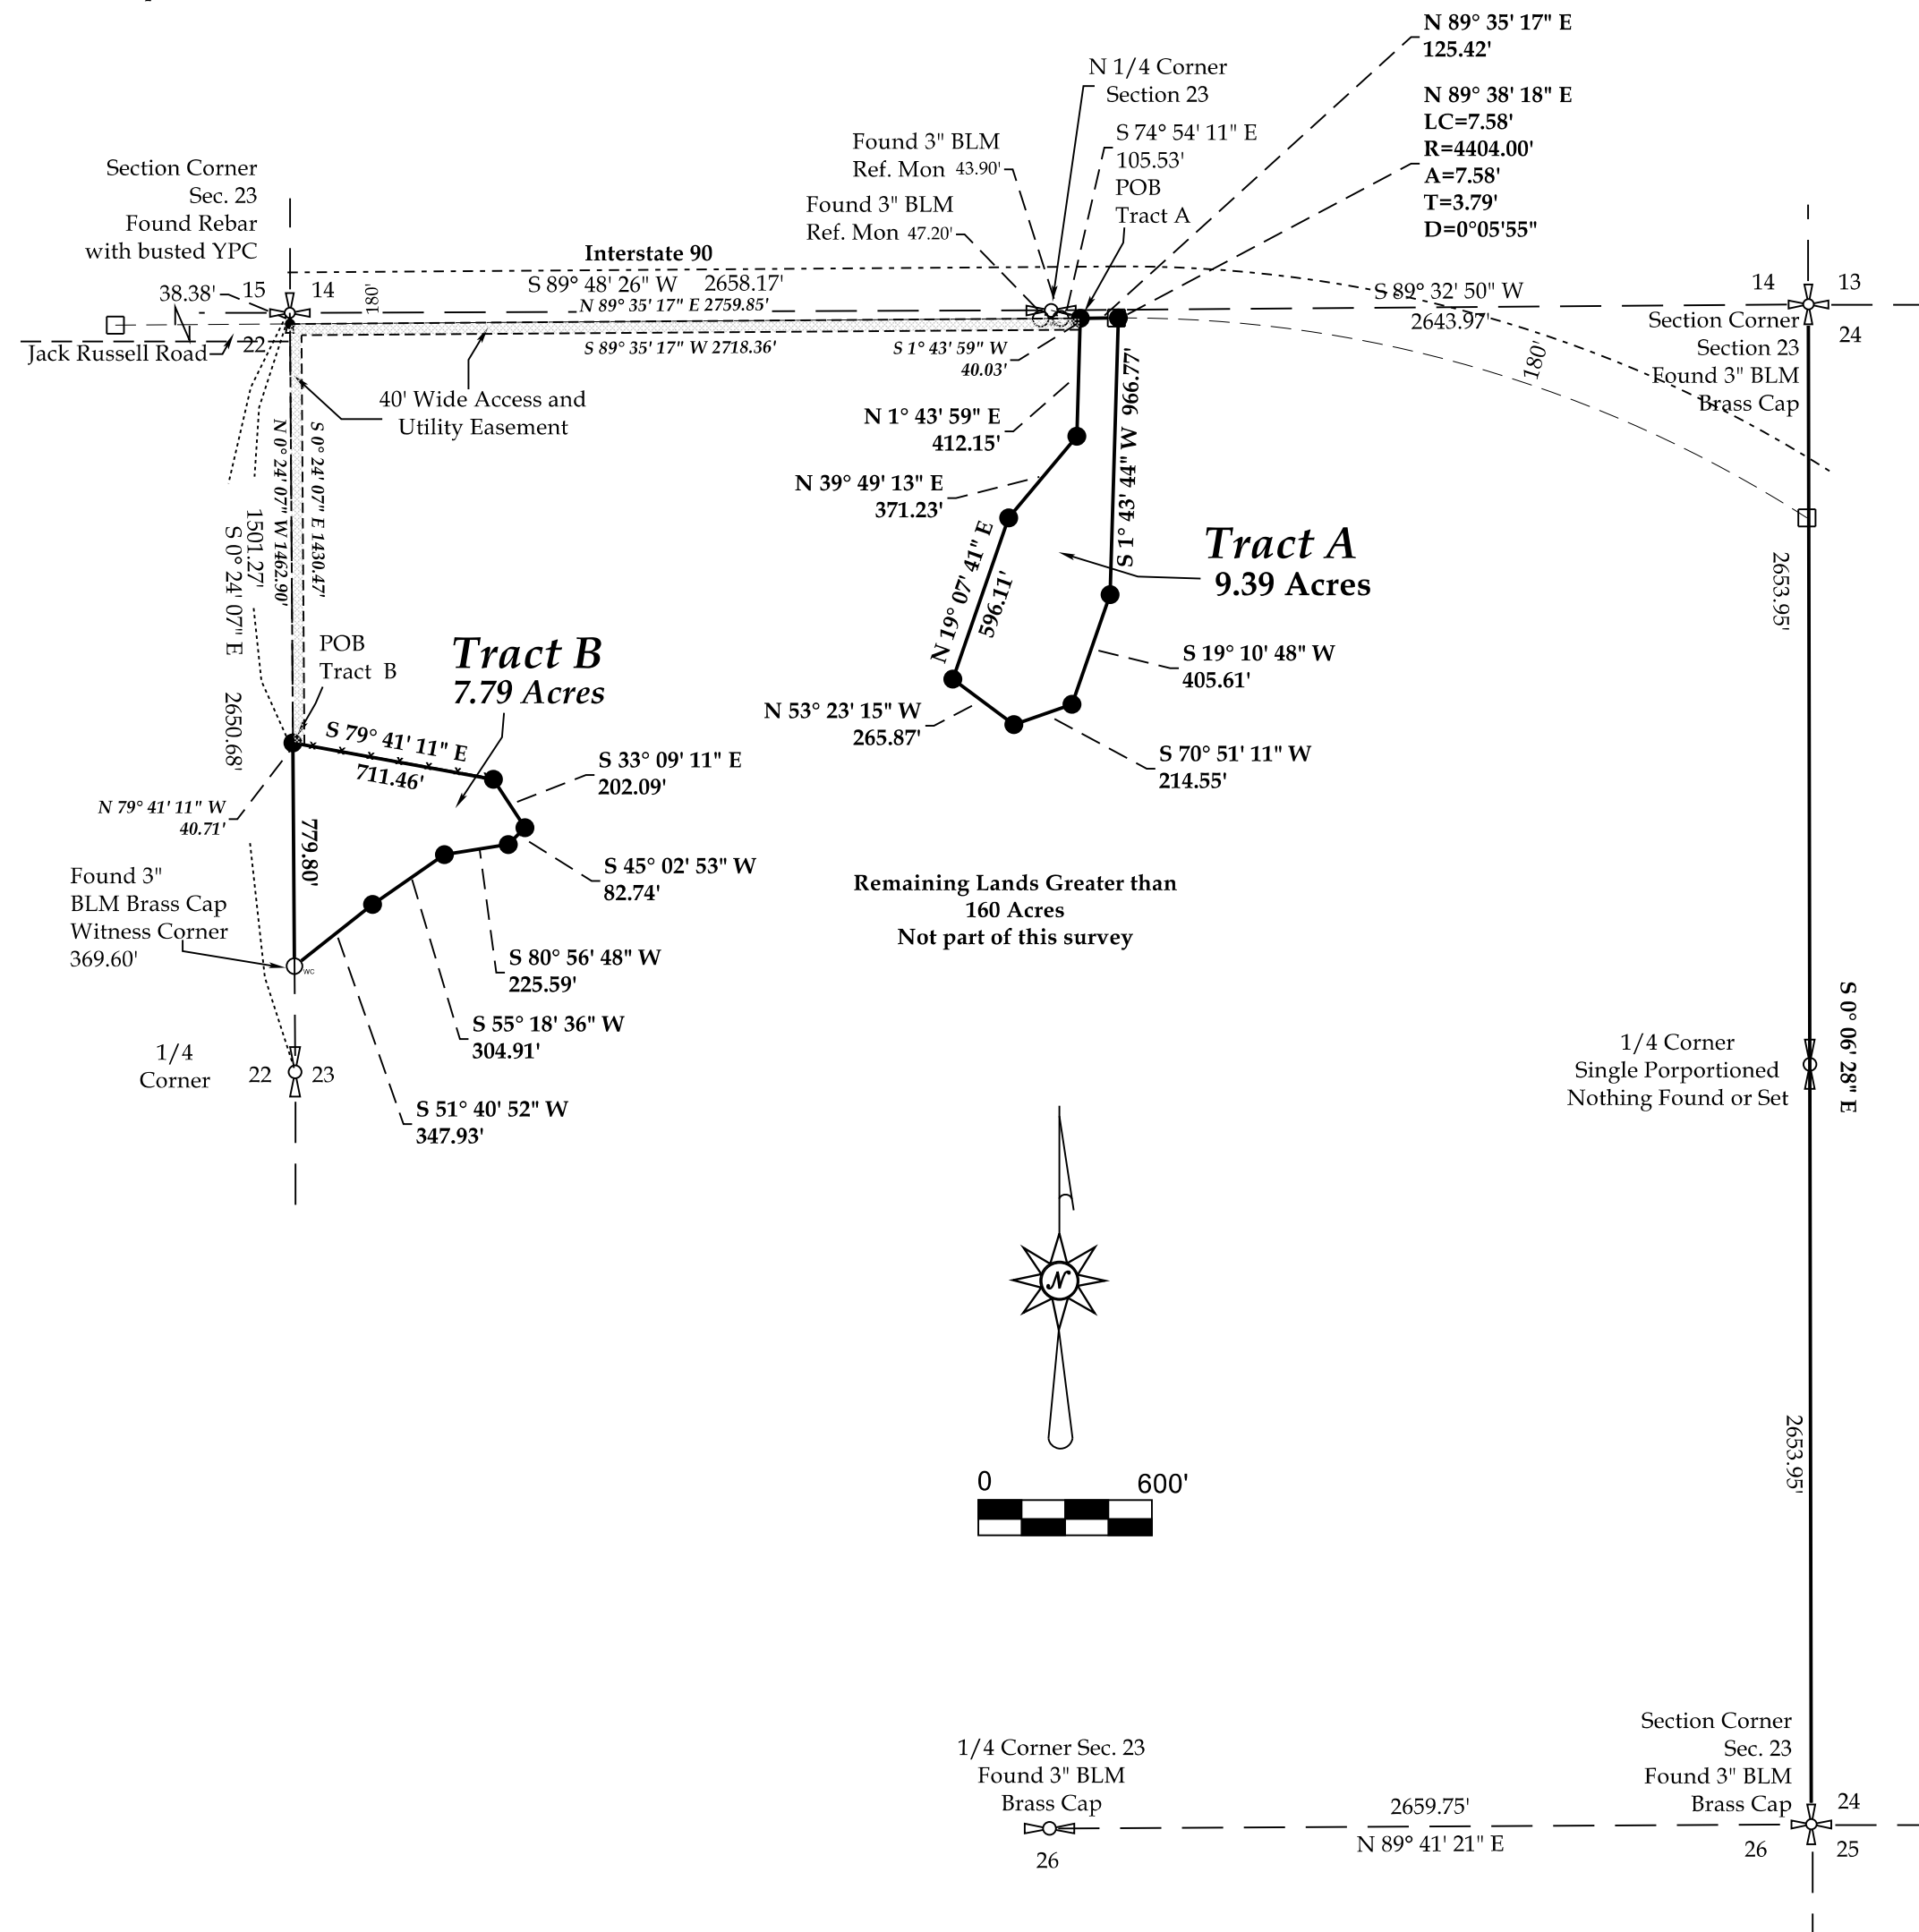 N 89° 35' 17" E
125.42'
N 1/4 Corner
Section 23
N 89° 38' 18" E
LC=7.58'
R=4404.00'
A=7.58'
T=3.79'
D=0°05'55"
S 74° 54' 11" E
105.53'
POB
Tract A
Found 3" BLM
Ref. Mon 43.90'
Found 3" BLM
Ref. Mon 47.20'
Section Corner
Sec. 23
Found Rebar
with busted YPC
Interstate 90
38.38'
15
14
180'
S 89° 48' 26" W 2658.17'
N 89° 35' 17" E 2759.85'
S 89° 32' 50" W
2643.97'
14
13
Section Corner
Section 23
Found 3" BLM
Brass Cap
24
180'
Jack Russell Road
22
S 89° 35' 17" W 2718.36'
S 1° 43' 59" W
40.03'
40' Wide Access and
Utility Easement
N 1° 43' 59" E
412.15'
N 39° 49' 13" E
371.23'
S 1° 43' 44" W 966.77'
N 0° 24' 07" W 1462.90'
S 0° 24' 07" E 1430.47'
1501.27'
S 0° 24' 07" E 2650.68'
N 19° 07' 41" E
596.11'
Tract A
9.39 Acres
2653.95'
POB
Tract B
Tract B
7.79 Acres
S 19° 10' 48" W
405.61'
N 53° 23' 15" W
265.87'
S 70° 51' 11" W
214.55'
S 79° 41' 11" E
711.46'
S 33° 09' 11" E
202.09'
N 79° 41' 11" W
40.71'
779.80'
S 45° 02' 53" W
82.74'
Found 3"
BLM Brass Cap
Witness Corner
369.60'
WC
Remaining Lands Greater than
160 Acres
Not part of this survey
S 80° 56' 48" W
225.59'
S 55° 18' 36" W
304.91'
1/4
Corner
22
23
S 51° 40' 52" W
347.93'
1/4 Corner
Single Porportioned
Nothing Found or Set
S 0° 06' 28" E
N
0
600'
2653.95'
1/4 Corner Sec. 23
Found 3" BLM
Brass Cap
26
2659.75'
N 89° 41' 21" E
Section Corner
Sec. 23
Found 3" BLM
Brass Cap
24
26
25